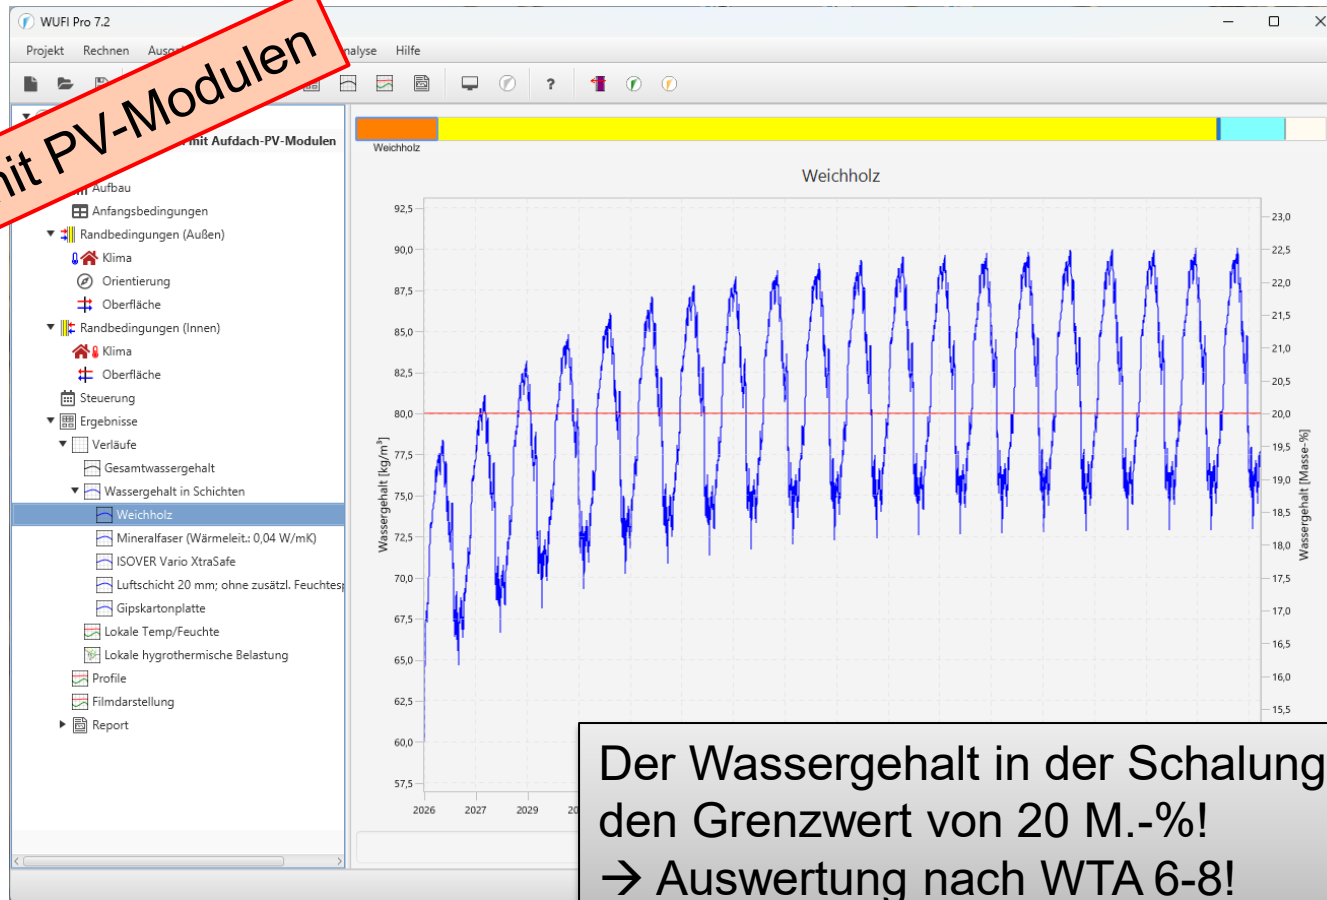 WUFI Pro 7.2
Projekt Rechnen
Analyse Hilfe
mit PV-Modulen
mit Aufdach-PV-Modulen
Aufbau
Anfangsbedingungen
Randbedingungen (Außen)
Klima
Orientierung
Oberfläche
Randbedingungen (Innen)
Klima
Oberfläche
Steuerung
Ergebnisse
Verläufe
Gesamtwassergehalt
Wassergehalt in Schichten
Weichholz
Mineralfaser (Wärmeleit.: 0,04 W/mK)
ISOVER Vario XtraSafe
Luftschicht 20 mm; ohne zusätzl.
Gipskartonplatte
Lokale Temp/Feuchte
Lokale hygrothermische Belastung
Profile
Filmdarstellung
Report
Weichholz
Weichholz
Wassergehalt [kg/m³]
92,5
90,0
87,5
85,0
82,5
80,0
77,5
75,0
72,5
70,0
67,5
65,0
62,5
60,0
57,5
2026 2027 2029
23,0
22,5
22,0
21,5
21,0
20,5
20,0
19,5
19,0
18,5
18,0
17,5
17,0
16,5
16,0
15,5
Wassergehalt [Masse-%]
Der Wassergehalt in der Schalung
den Grenzwert von 20 M.-%!
→ Auswertung nach WTA 6-8!